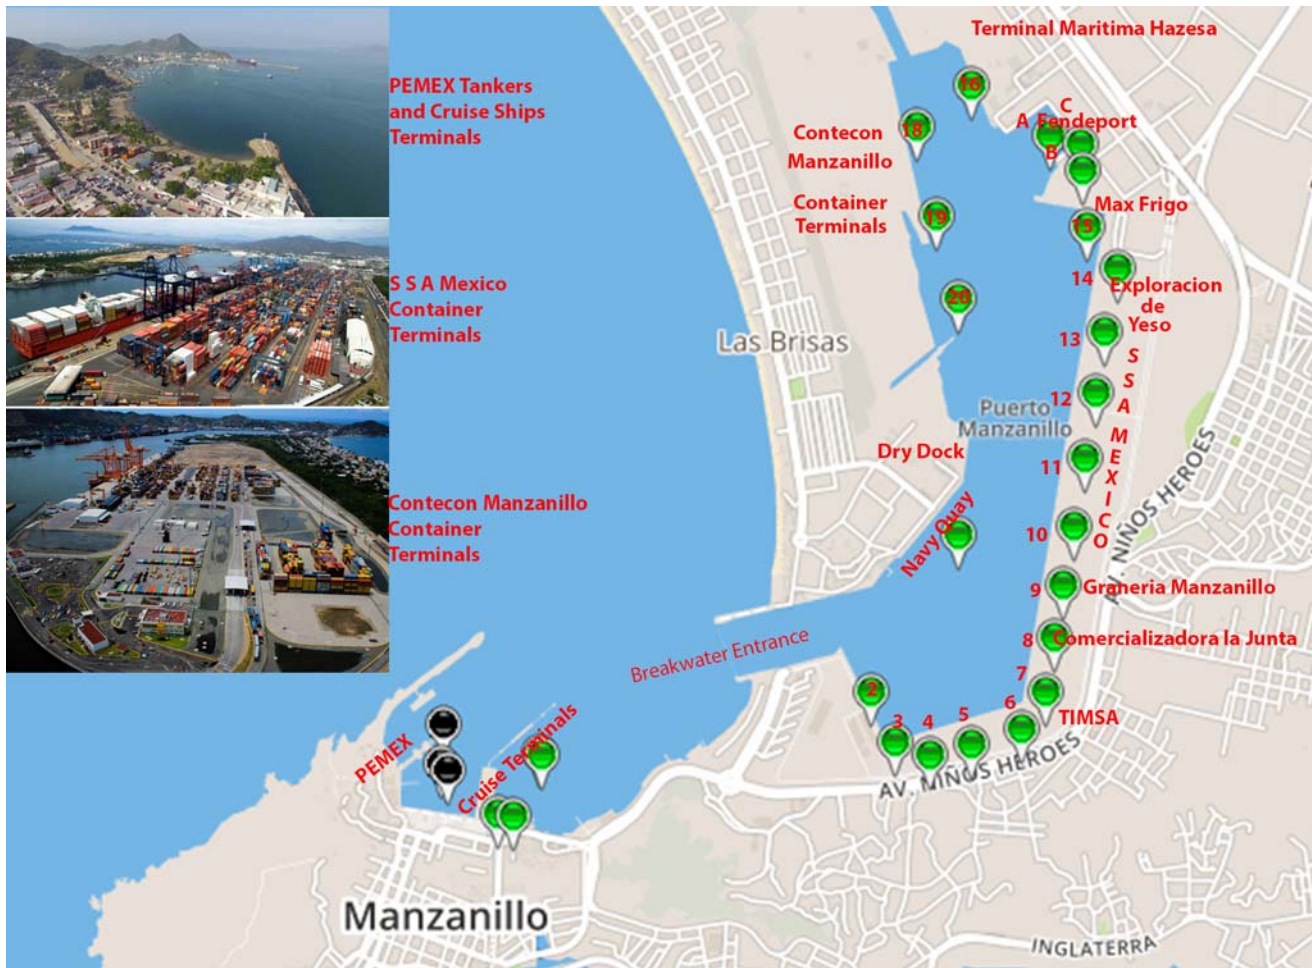 PEMEX Tankers
and Cruise Ships
Terminals
S S A Mexico
Container
Terminals
Contecon Manzanillo
Container
Terminals
Terminal Maritima Hazesa
16
C
A Fendeport
B
18
Contecon
Manzanillo
Container
Terminals
19
20
Max Frigo
15
14
Exploracion
de
Yeso
13
Las Brisas
S S A MEXICO
12
Puerto
Manzanillo
11
Dry Dock
10
Navy Quay
AV. NIÑOS HEROES
9
Graneria Manzanillo
8
Comercializadora la Junta
Breakwater Entrance
7
2
6
TIMSA
3
4
5
AV. NIÑOS HEROES
PEMEX
Cruise Terminals
Manzanillo
INGLATERRA